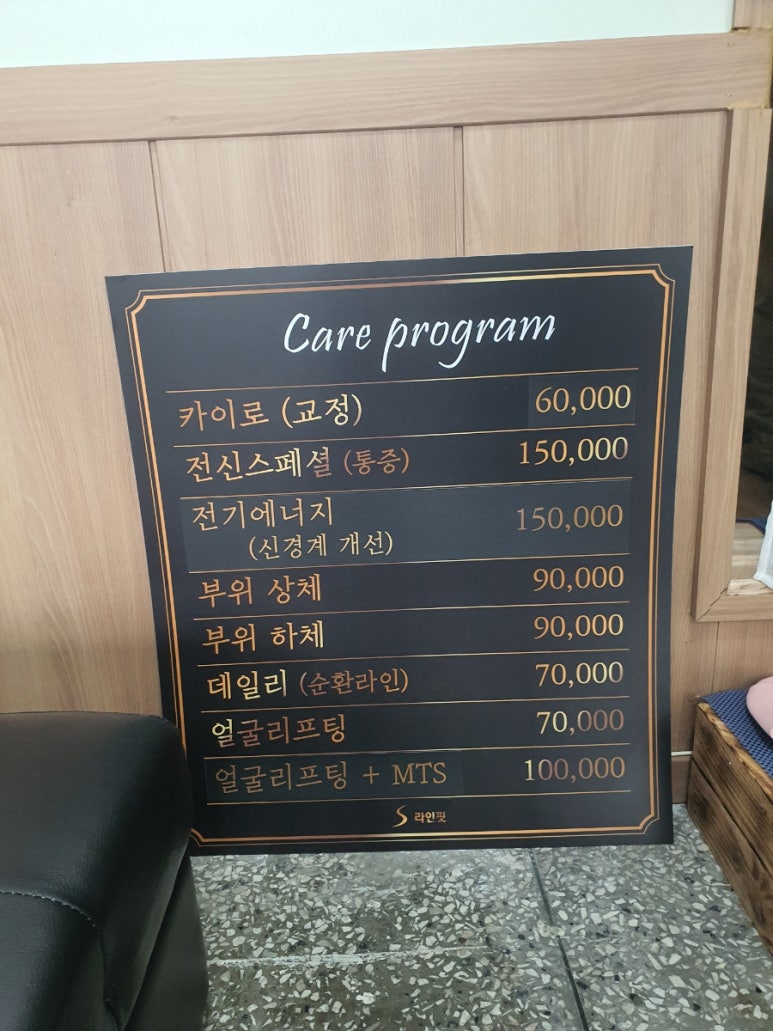 Care program
카이로 (교정) 60,000
전신스페셜 (통증) 150,000
전기에너지 150,000
(신경계 개선)
부위 상체 90,000
부위 하체 90,000
데일리 (순환라인) 70,000
얼굴리프팅 70,000
얼굴리프팅 + MTS 100,000
S 라인핏